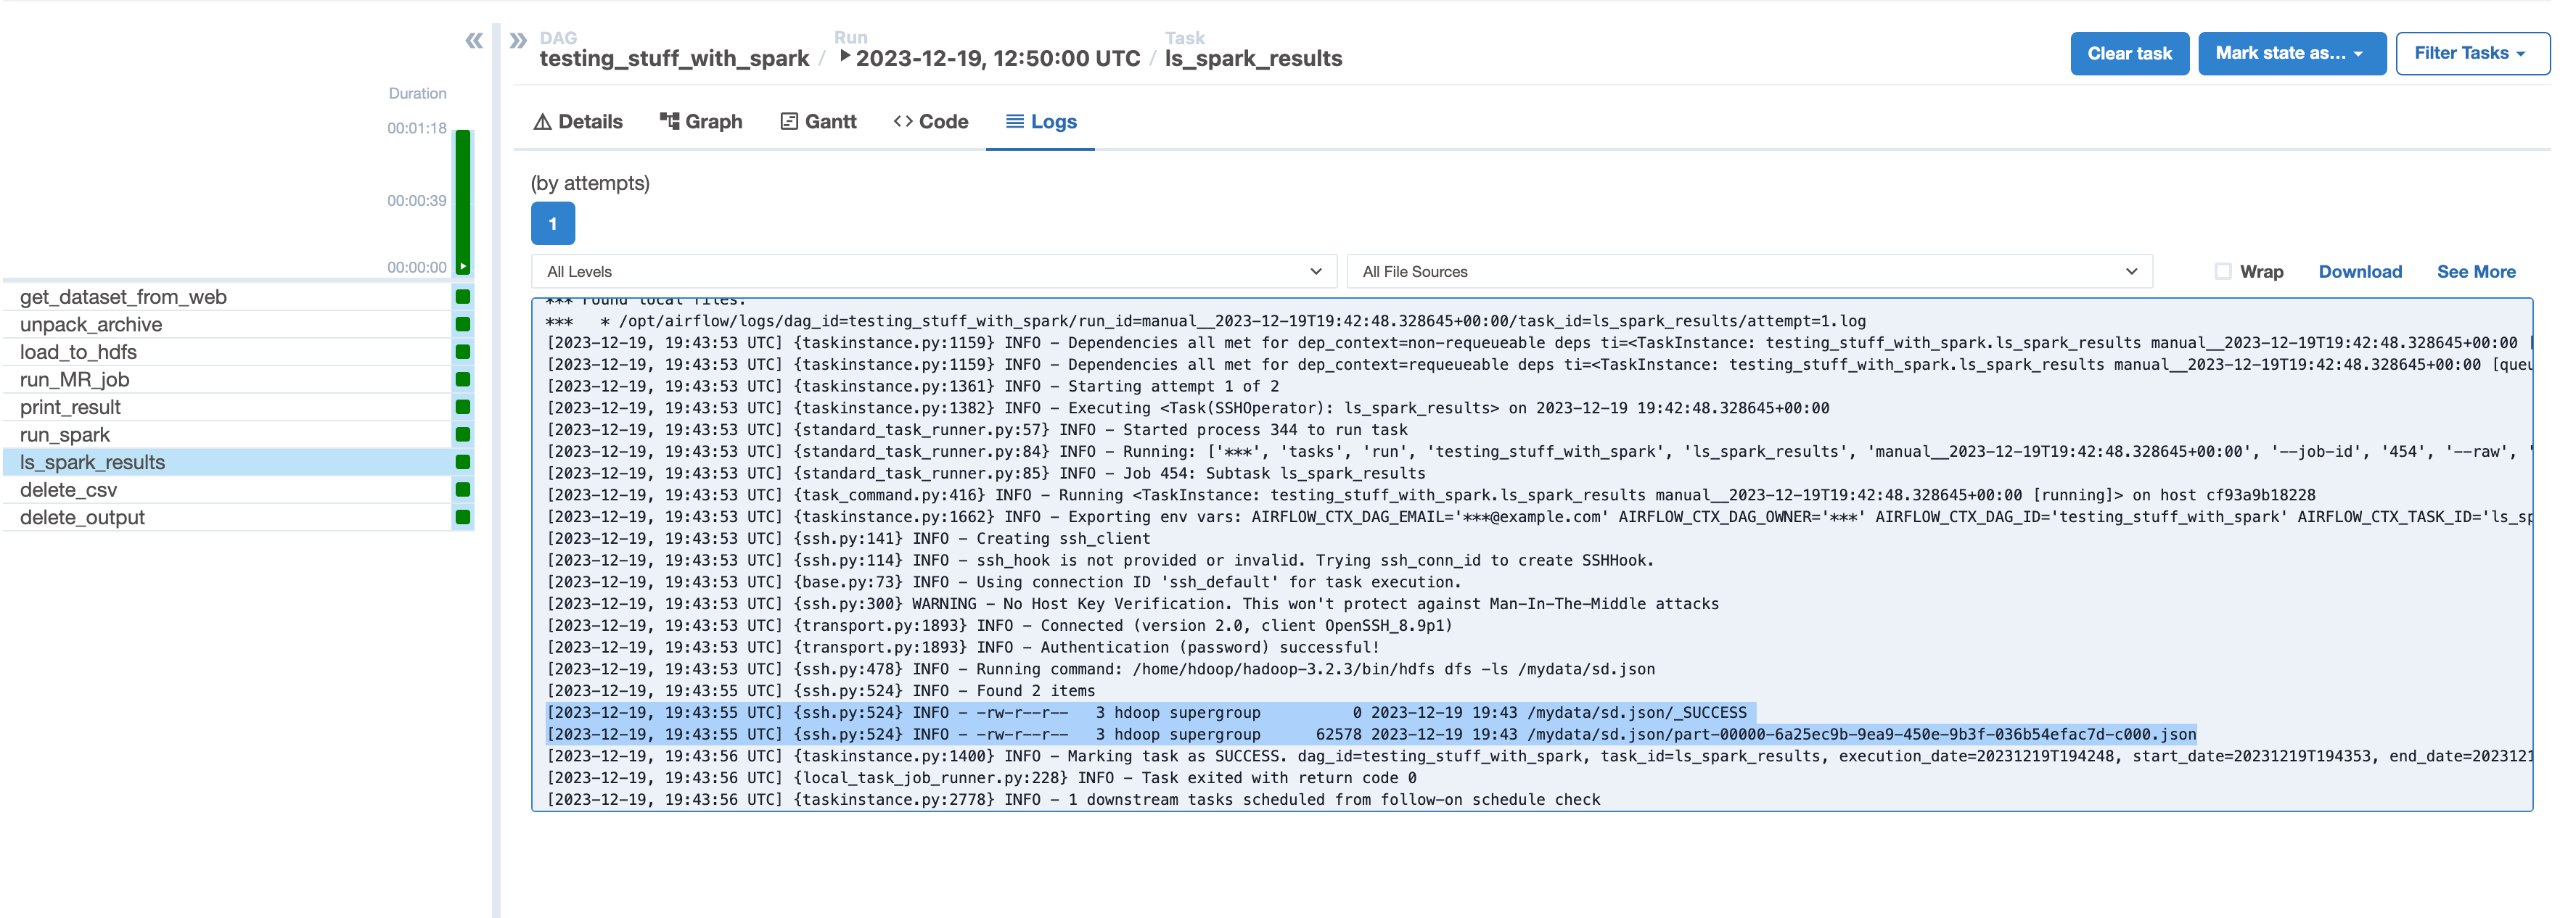 DAG
testing_stuff_with_spark
/
Run
2023-12-19, 12:50:00 UTC
/
Task
ls_spark_results
Clear task
Mark state as...
Filter Tasks
Duration
00:01:18
00:00:39
00:00:00
get_dataset_from_web
unpack_archive
load_to_hdfs
run_MR_job
print_result
run_spark
ls_spark_results
delete_csv
delete_output
Details
Graph
Gantt
Code
Logs
(by attempts)
1
All Levels
All File Sources
Wrap
Download
See More
*** Found local files:
***   * /opt/airflow/logs/dag_id=testing_stuff_with_spark/run_id=manual__2023-12-19T19:42:48.328645+00:00/task_id=ls_spark_results/attempt=1.log
[2023-12-19, 19:43:53 UTC] {taskinstance.py:1159} INFO - Dependencies all met for dep_context=non-requeueable deps ti=<TaskInstance: testing_stuff_with_spark.ls_spark_results manual__2023-12-19T19:42:48.328645+00:00 [
[2023-12-19, 19:43:53 UTC] {taskinstance.py:1159} INFO - Dependencies all met for dep_context=requeueable deps ti=<TaskInstance: testing_stuff_with_spark.ls_spark_results manual__2023-12-19T19:42:48.328645+00:00 [queu
[2023-12-19, 19:43:53 UTC] {taskinstance.py:1361} INFO - Starting attempt 1 of 2
[2023-12-19, 19:43:53 UTC] {taskinstance.py:1382} INFO - Executing <Task(SSHOperator): ls_spark_results> on 2023-12-19 19:42:48.328645+00:00
[2023-12-19, 19:43:53 UTC] {standard_task_runner.py:57} INFO - Started process 344 to run task
[2023-12-19, 19:43:53 UTC] {standard_task_runner.py:84} INFO - Running: ['***', 'tasks', 'run', 'testing_stuff_with_spark', 'ls_spark_results', 'manual__2023-12-19T19:42:48.328645+00:00', '--job-id', '454', '--raw', '
[2023-12-19, 19:43:53 UTC] {standard_task_runner.py:85} INFO - Job 454: Subtask ls_spark_results
[2023-12-19, 19:43:53 UTC] {task_command.py:416} INFO - Running <TaskInstance: testing_stuff_with_spark.ls_spark_results manual__2023-12-19T19:42:48.328645+00:00 [running]> on host cf93a9b18228
[2023-12-19, 19:43:53 UTC] {taskinstance.py:1662} INFO - Exporting env vars: AIRFLOW_CTX_DAG_EMAIL='***@example.com' AIRFLOW_CTX_DAG_OWNER='***' AIRFLOW_CTX_DAG_ID='testing_stuff_with_spark' AIRFLOW_CTX_TASK_ID='ls_sp
[2023-12-19, 19:43:53 UTC] {ssh.py:141} INFO - Creating ssh_client
[2023-12-19, 19:43:53 UTC] {ssh.py:114} INFO - ssh_hook is not provided or invalid. Trying ssh_conn_id to create SSHHook.
[2023-12-19, 19:43:53 UTC] {base.py:73} INFO - Using connection ID 'ssh_default' for task execution.
[2023-12-19, 19:43:53 UTC] {ssh.py:300} WARNING - No Host Key Verification. This won't protect against Man-In-The-Middle attacks
[2023-12-19, 19:43:53 UTC] {transport.py:1893} INFO - Connected (version 2.0, client OpenSSH_8.9p1)
[2023-12-19, 19:43:53 UTC] {transport.py:1893} INFO - Authentication (password) successful!
[2023-12-19, 19:43:53 UTC] {ssh.py:478} INFO - Running command: /home/hdoop/hadoop-3.2.3/bin/hdfs dfs -ls /mydata/sd.json
[2023-12-19, 19:43:55 UTC] {ssh.py:524} INFO - Found 2 items
[2023-12-19, 19:43:55 UTC] {ssh.py:524} INFO - -rw-r--r--   3 hdoop supergroup          0 2023-12-19 19:43 /mydata/sd.json/_SUCCESS
[2023-12-19, 19:43:55 UTC] {ssh.py:524} INFO - -rw-r--r--   3 hdoop supergroup      62578 2023-12-19 19:43 /mydata/sd.json/part-00000-6a25ec9b-9ea9-450e-9b3f-036b54efac7d-c000.json
[2023-12-19, 19:43:56 UTC] {taskinstance.py:1400} INFO - Marking task as SUCCESS. dag_id=testing_stuff_with_spark, task_id=ls_spark_results, execution_date=20231219T194248, start_date=20231219T194353, end_date=2023121
[2023-12-19, 19:43:56 UTC] {local_task_job_runner.py:228} INFO - Task exited with return code 0
[2023-12-19, 19:43:56 UTC] {taskinstance.py:2778} INFO - 1 downstream tasks scheduled from follow-on schedule check